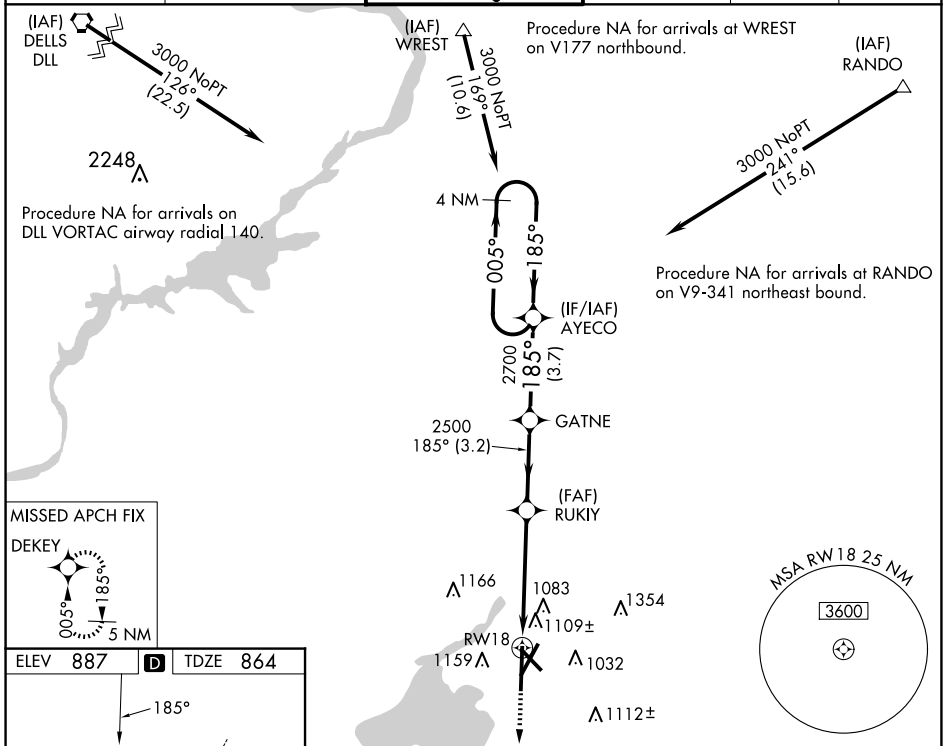 (IAF)
DELLS
DLL
3000 NoPT
126°
(22.5)
(IAF)
WREST
3000 NoPT
169°
(10.6)
Procedure NA for arrivals at WREST
on V177 northbound.
(IAF)
RANDO
3000 NoPT
241°
(15.6)
2248
Procedure NA for arrivals on
DLL VORTAC airway radial 140.
4 NM
005°
185°
Procedure NA for arrivals at RANDO
on V9-341 northeast bound.
(IF/IAF)
AYECO
2700
185°
(3.7)
GATNE
2500
185° (3.2)
(FAF)
RUKIY
MISSED APCH FIX
DEKEY
005°
185°
5 NM
1166
1083
1354
1109±
RW18
1159
1032
1112±
MSA RW18 25 NM
3600
ELEV 887 D TDZE 864
185°